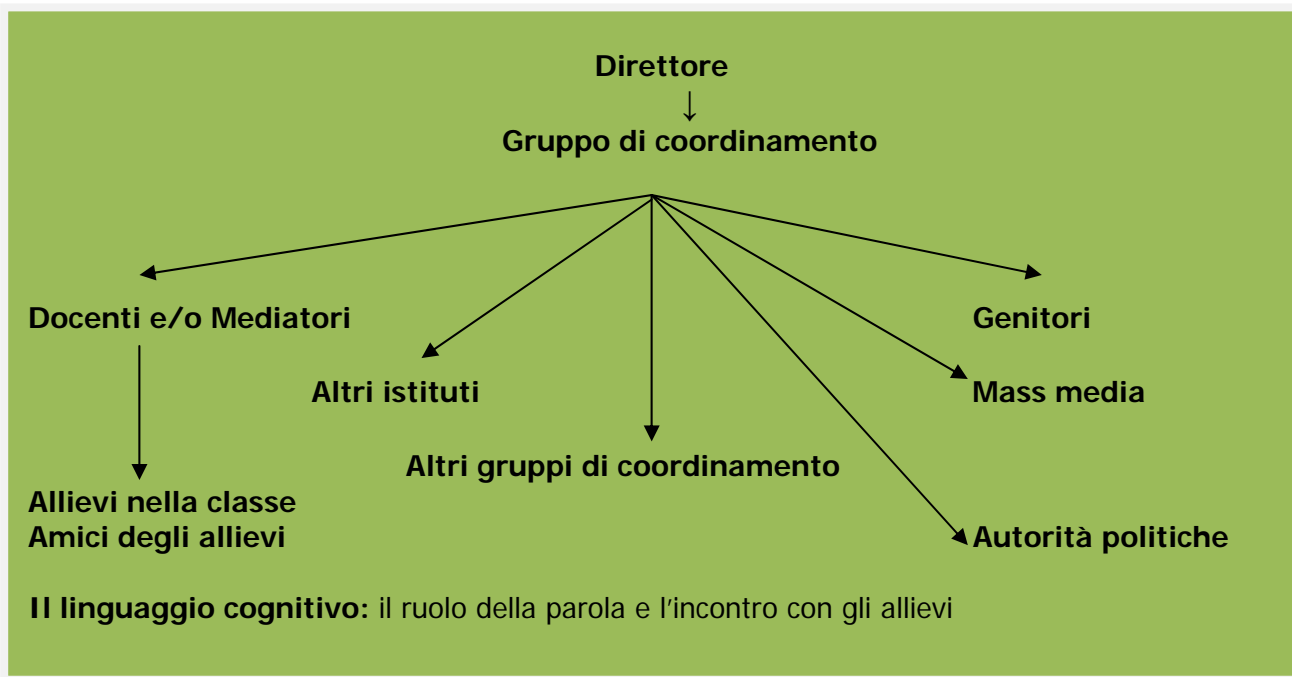 Direttore
↓
Gruppo di coordinamento
Docenti e/o Mediatori
Genitori
Altri istituti
Mass media
Altri gruppi di coordinamento
Allievi nella classe
Amici degli allievi
Autorità politiche
Il linguaggio cognitivo: il ruolo della parola e l'incontro con gli allievi